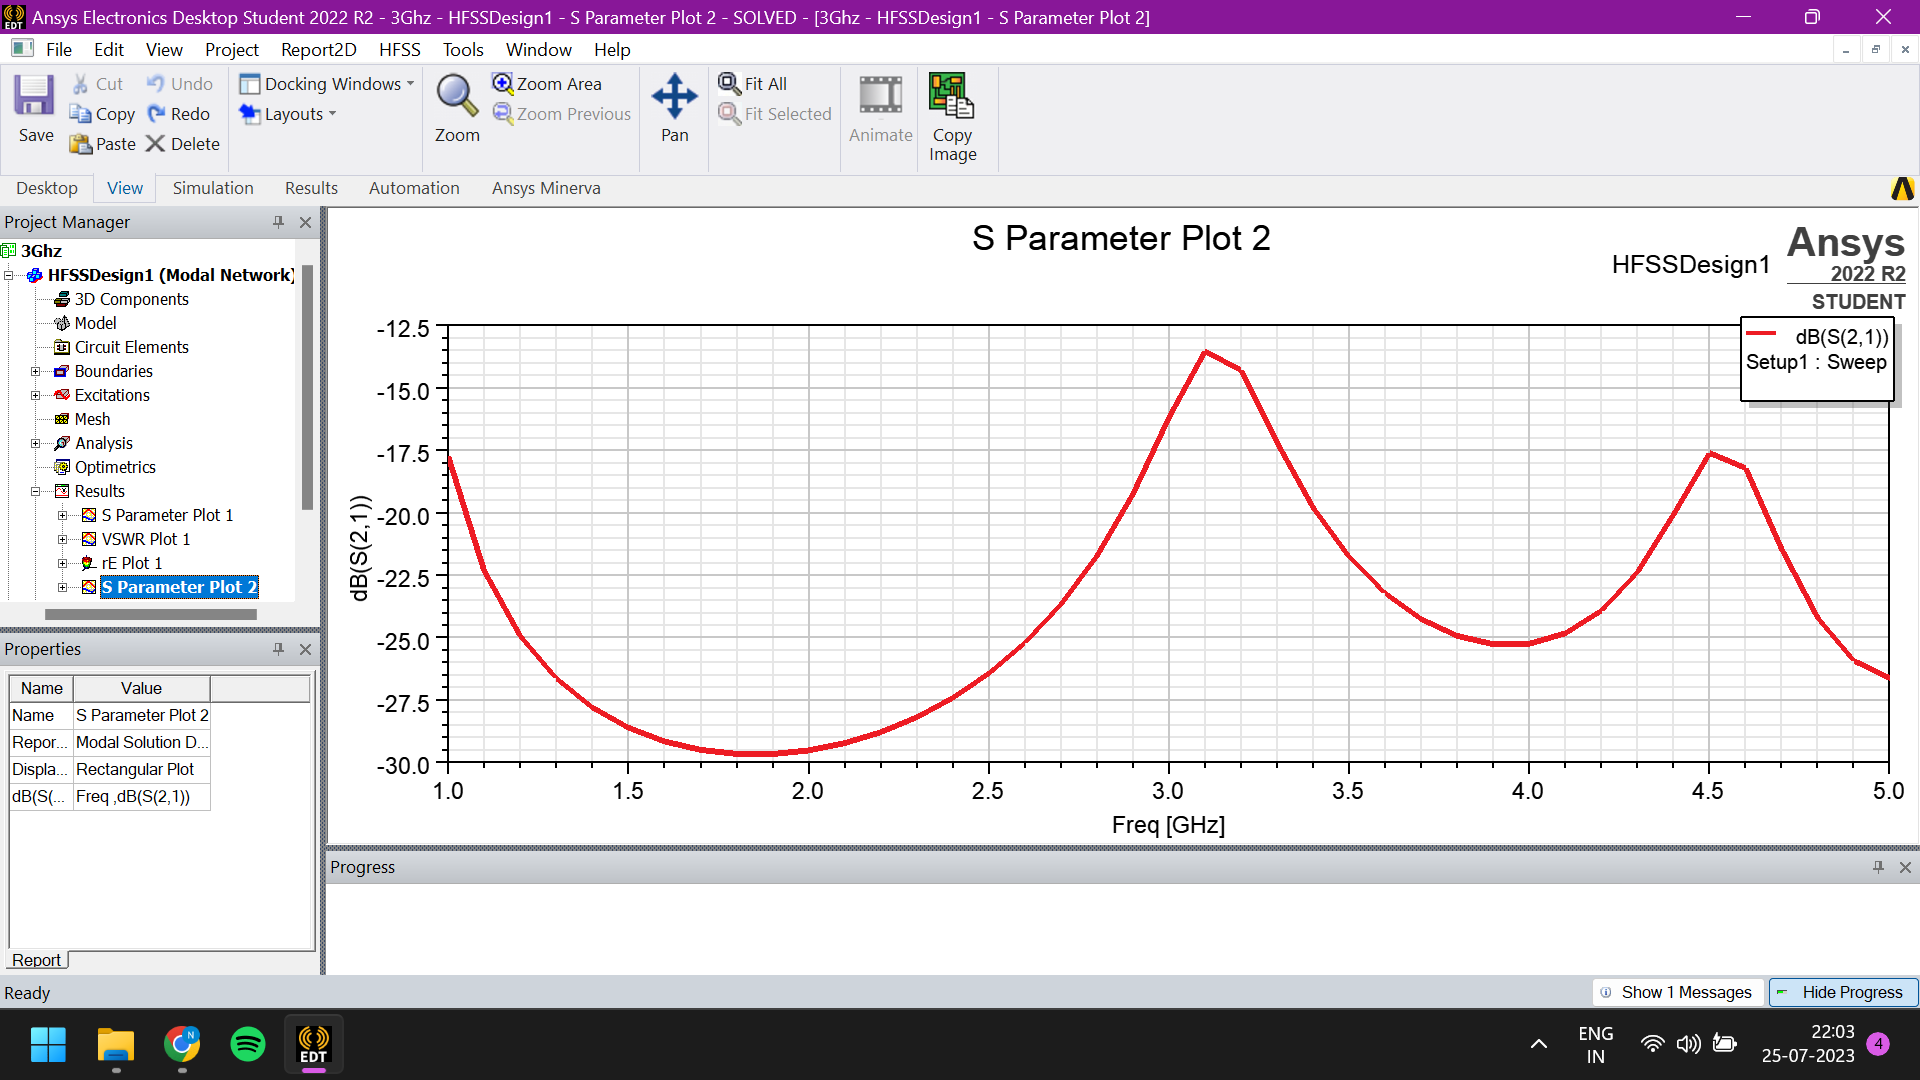 Ansys Electronics Desktop Student 2022 R2 - 3Ghz - HFSSDesign1 - S Parameter Plot 2 - SOLVED - [3Ghz - HFSSDesign1 - S Parameter Plot 2]
EDT
File Edit View Project Report2D HFSS Tools Window Help
Save
Cut
Copy
Paste
Undo
Redo
Delete
Docking Windows
Layouts
Zoom
Zoom Area
Zoom Previous
Pan
Fit All
Fit Selected
Animate
Copy
Image
Desktop View Simulation Results Automation Ansys Minerva
Project Manager
3Ghz
HFSSDesign1 (Modal Network)
3D Components
Model
Circuit Elements
Boundaries
Excitations
Mesh
Analysis
Optimetrics
Results
S Parameter Plot 1
VSWR Plot 1
rE Plot 1
S Parameter Plot 2
Properties
Name Value
Name S Parameter Plot 2
Repor... Modal Solution D...
Displa... Rectangular Plot
dB(S(... Freq ,dB(S(2,1))
Report
S Parameter Plot 2
HFSSDesign1
Ansys
2022 R2
STUDENT
dB(S(2,1))
Setup1 : Sweep
dB(S(2,1))
-12.5
-15.0
-17.5
-20.0
-22.5
-25.0
-27.5
-30.0
1.0 1.5 2.0 2.5 3.0 3.5 4.0 4.5 5.0
Freq [GHz]
Progress
Ready
Show 1 Messages
Hide Progress
N
EDT
ENG
IN
22:03
25-07-2023
4